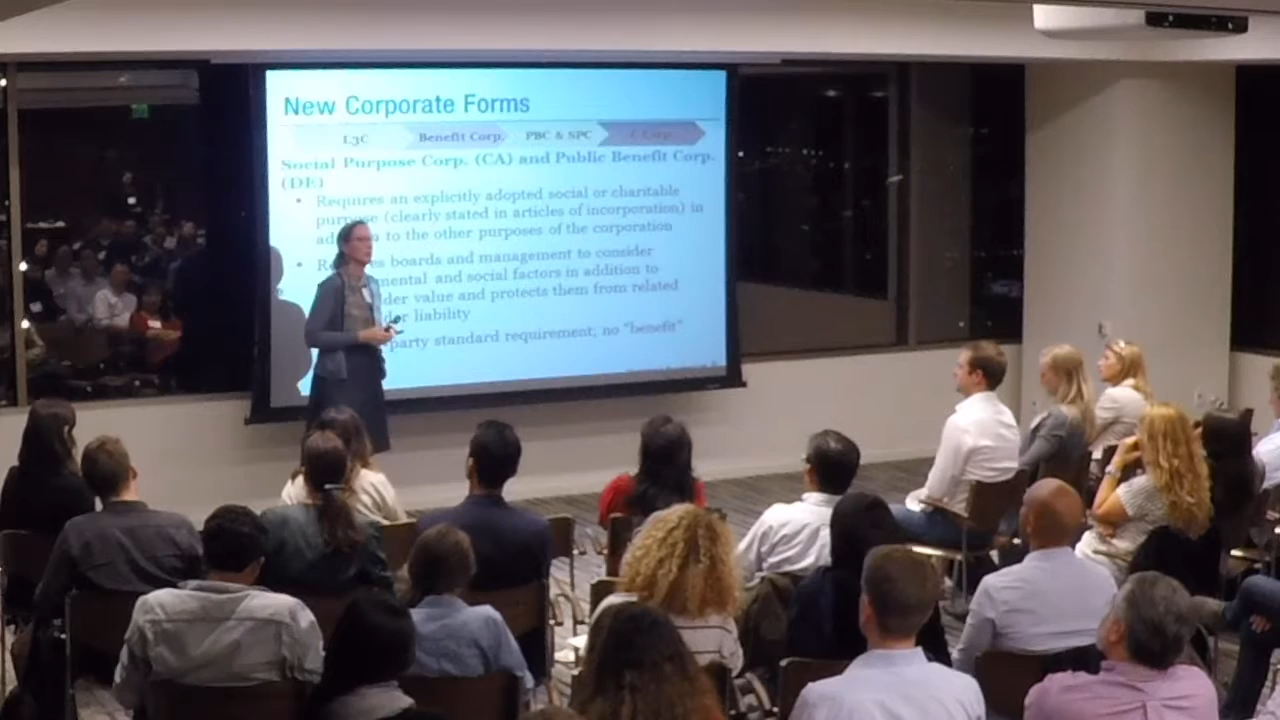 New Corporate Forms
L3C Benefit Corp. PBC & SPC C Corp.
Social Purpose Corp. (CA) and Public Benefit Corp.
(DE)
• Requires an explicitly adopted social or charitable
purpose (clearly stated in articles of incorporation) in
to the other purposes of the corporation
• boards and management to consider
mental and social factors in addition to
lder value and protects them from related
der liability
party standard requirement; no "benefit"